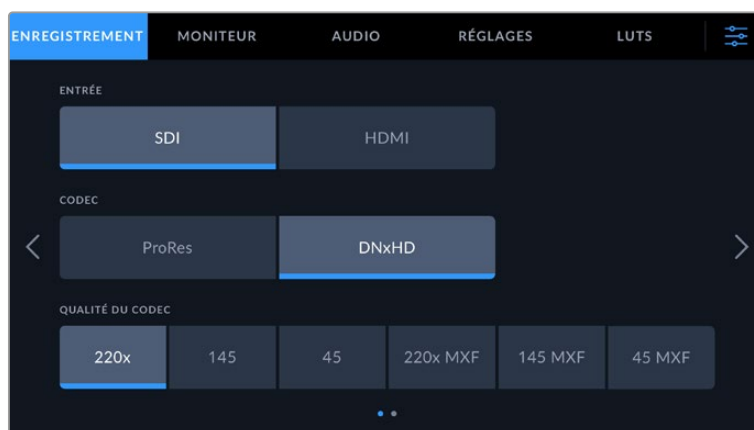 ENREGISTREMENT MONITEUR AUDIO RÉGLAGES LUTS
ENTRÉE
SDI HDMI
CODEC
ProRes DNxHD
QUALITÉ DU CODEC
220x 145 45 220x MXF 145 MXF 45 MXF